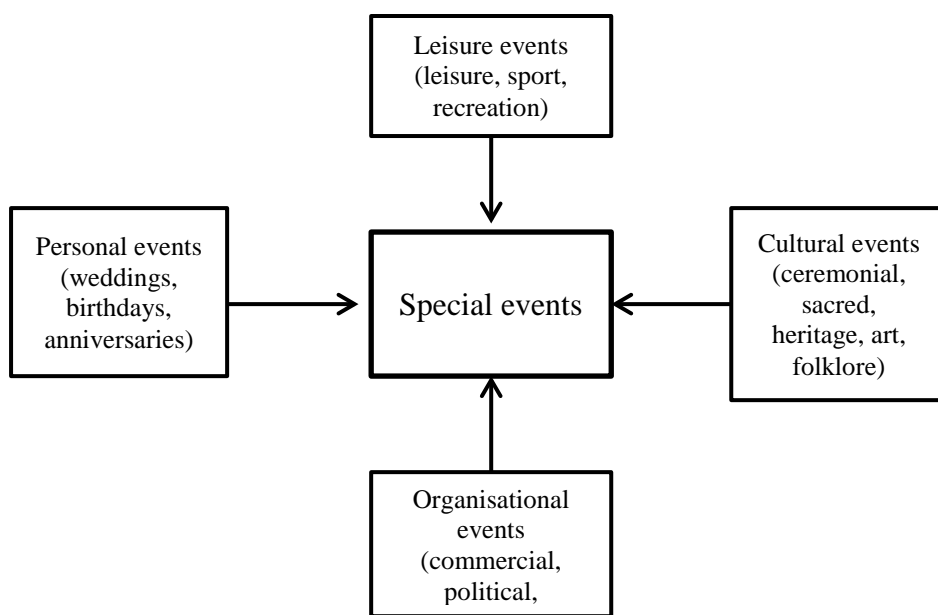 Leisure events
(leisure, sport,
recreation)
Personal events
(weddings,
birthdays,
anniversaries)
Special events
Cultural events
(ceremonial,
sacred,
heritage, art,
folklore)
Organisational
events
(commercial,
political,